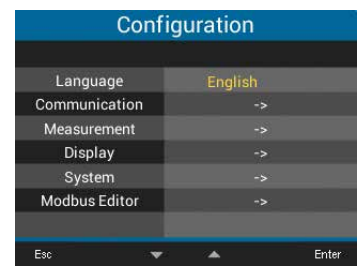 Configuration
Language English
Communication ->
Measurement ->
Display ->
System ->
Modbus Editor ->
Esc Enter